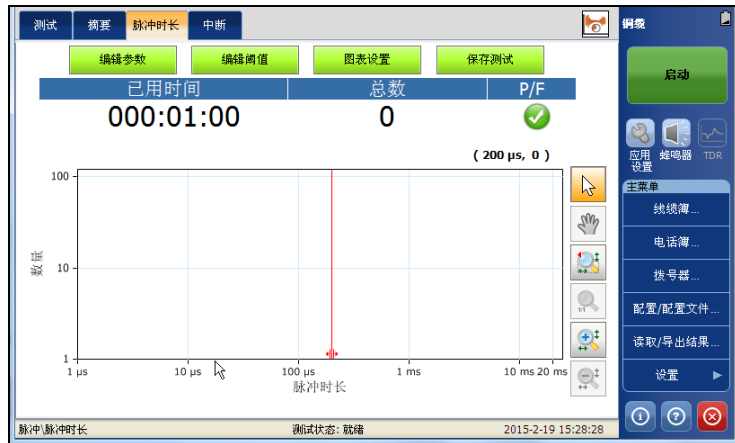 测试 摘要 脉冲时长 中断
编辑参数 编辑阈值 图表设置 保存测试
已用时间 总数 P/F
000:01:00 0
( 200 µs, 0 )
100
10
1
数量
1 µs 10 µs 100 µs 1 ms 10 ms 20 ms
脉冲时长
脉冲\脉冲时长 测试状态: 就绪 2015-2-19 15:28:28
铜缆
启动
应用设置 蜂鸣器 TDR
主菜单
线缆簿...
电话簿...
拨号器...
配置/配置文件...
读取/导出结果...
设置